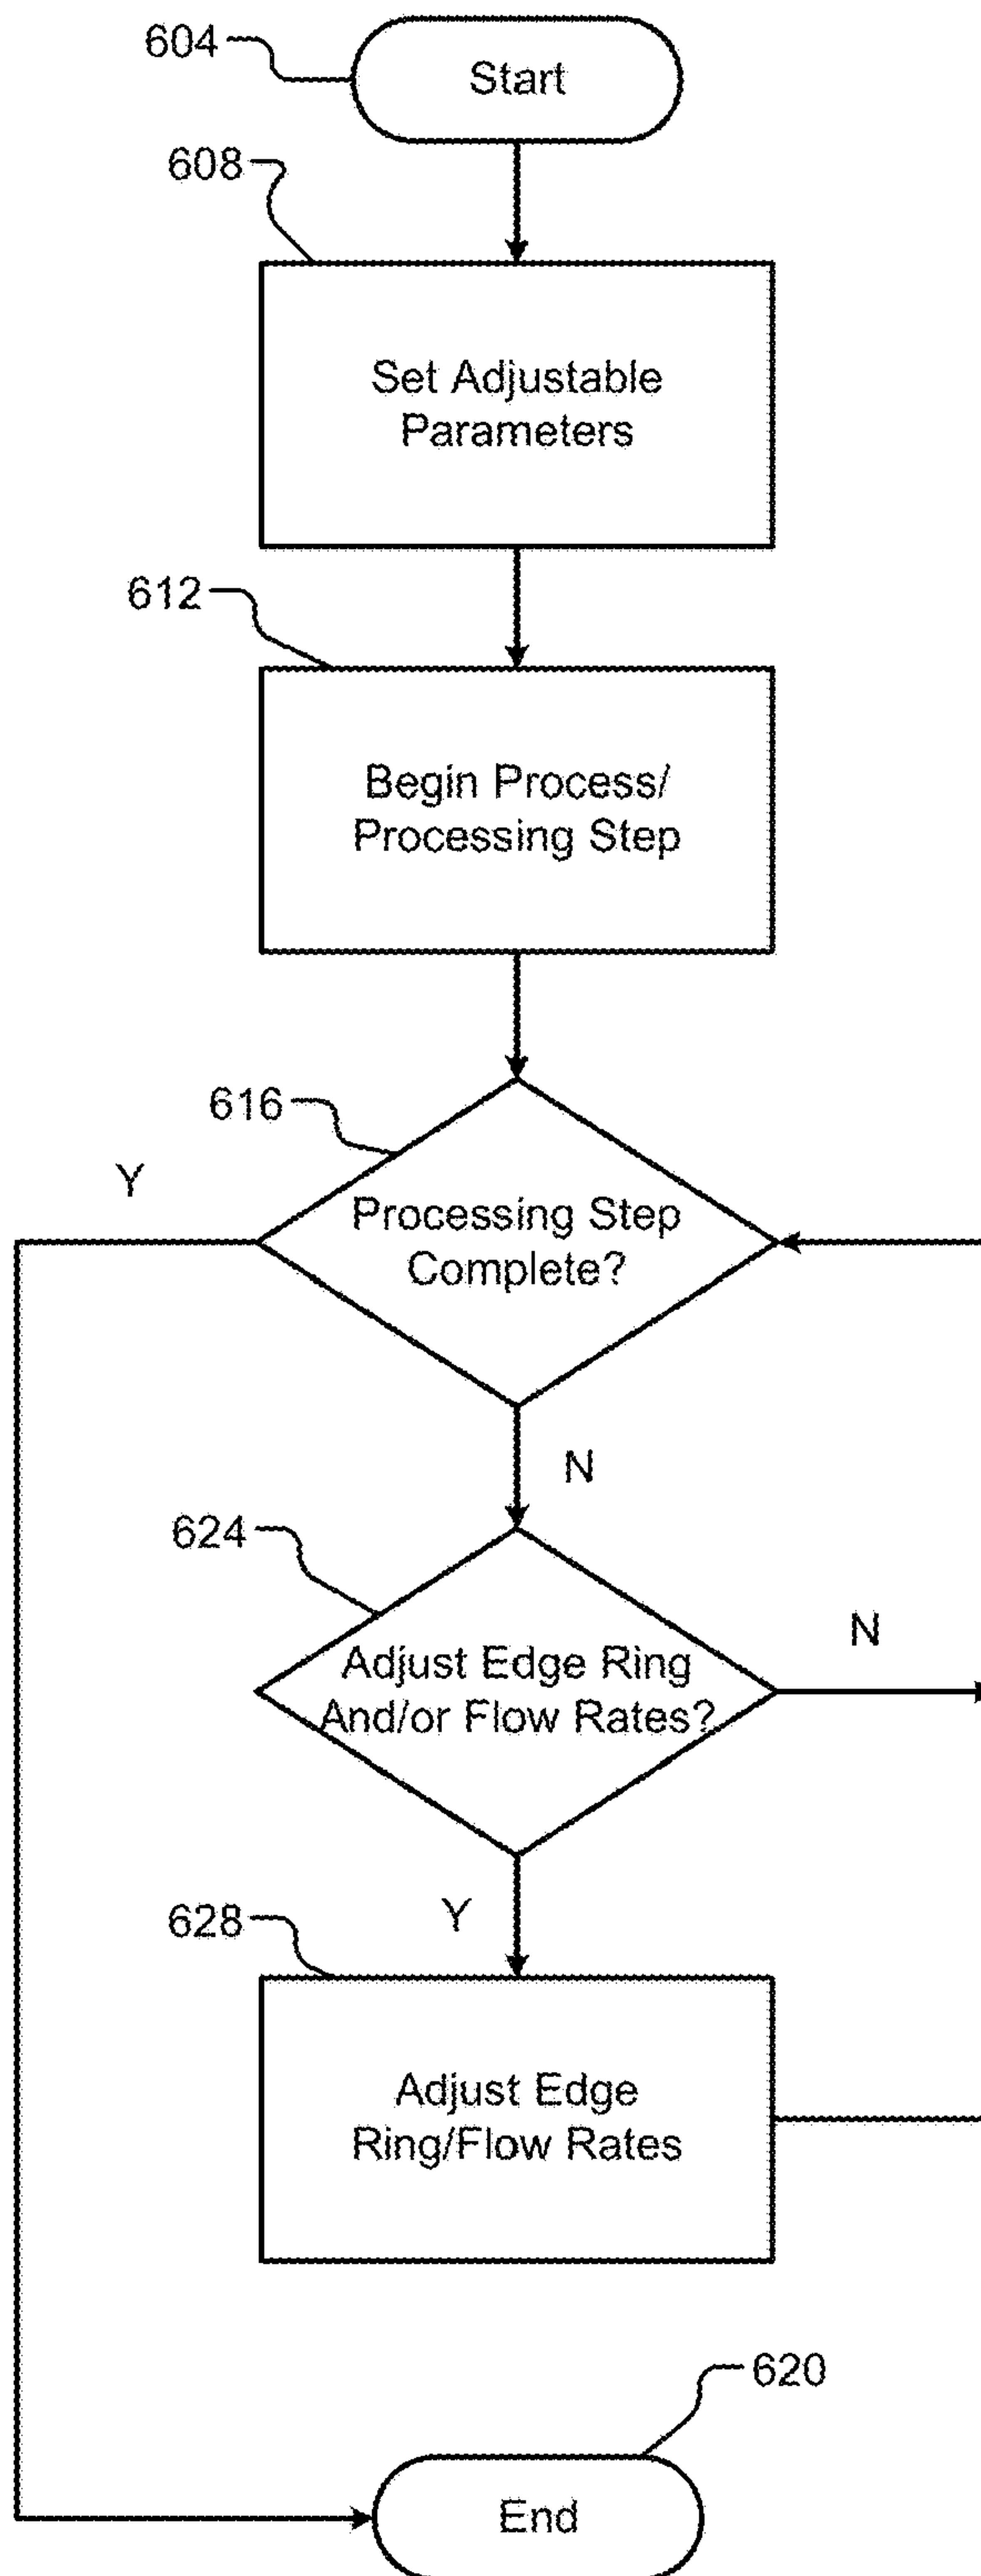 604
Start
608
Set Adjustable
Parameters
612
Begin Process/
Processing Step
616
Y
Processing Step
Complete?
N
624
N
Adjust Edge Ring
And/or Flow Rates?
Y
628
Adjust Edge
Ring/Flow Rates
620
End